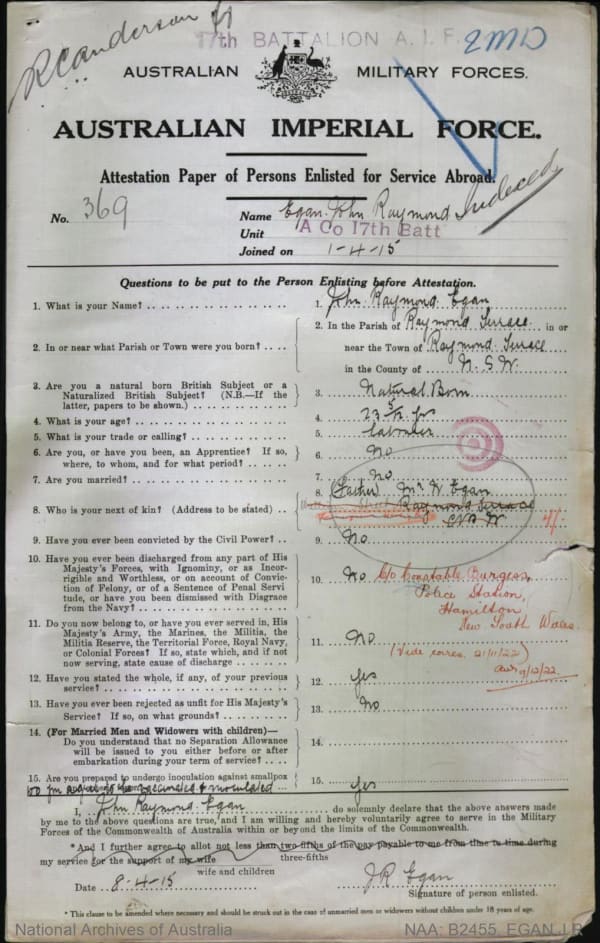 R C Anderson
17th BATTALION A.I.F.
AUSTRALIAN MILITARY FORCES.
AUSTRALIAN IMPERIAL FORCE.
Attestation Paper of Persons Enlisted for Service Abroad.
Indexed
No. 369
Name Egan John Raymond
Unit A Co 17th Batt
Joined on 1-4-15
Questions to be put to the Person Enlisting before Attestation.
1. What is your Name? 1. John Raymond Egan
2. In or near what Parish or Town were you born? 2. In the Parish of Raymond Terrace in or
near the Town of Raymond Terrace
in the County of N. S. W.
3. Are you a natural born British Subject or a
Naturalized British Subject? (N.B.—If the
latter, papers to be shown.) 3. Natural Born
4. What is your age? 4. 23 5/12 yrs
5. What is your trade or calling? 5. Labourer
6. Are you, or have you been, an Apprentice? If so,
where, to whom, and for what period? 6. No
7. Are you married? 7. no
8. Who is your next of kin? (Address to be stated) 8. (Father) Mr W Egan
Raymond Terrace
N S W
9. Have you ever been convicted by the Civil Power? 9. No
10. Have you ever been discharged from any part of His
Majesty's Forces, with Ignominy, or as Incor-
rigible and Worthless, or on account of Convic-
tion of Felony, or of a Sentence of Penal Servi
tude, or have you been dismissed with Disgrace
from the Navy? 10. No
C/o Constable Burgess,
Police Station,
Hamilton
New South Wales.
11. Do you now belong to, or have you ever served in, His
Majesty's Army, the Marines, the Militia, the
Militia Reserve, the Territorial Force, Royal Navy,
or Colonial Forces? If so, state which, and if not
now serving, state cause of discharge 11. No
(Vide corres. 21/11/22)
9/12/22
12. Have you stated the whole, if any, of your previous
service? 12. yes
13. Have you ever been rejected as unfit for His Majesty's
Service? If so, on what grounds? 13. No
14. (For Married Men and Widowers with children)—
Do you understand that no Separation Allowance
will be issued to you either before or after
embarkation during your term of service? 14.
15. Are you prepared to undergo inoculation against smallpox
vaccinated & inoculated 15. yes
I, John Raymond Egan do solemnly declare that the above answers made
by me to the above questions are true, and I am willing and hereby voluntarily agree to serve in the Military
Forces of the Commonwealth of Australia within or beyond the limits of the Commonwealth.
*And I further agree to allot not less than two-fifths of the pay payable to me from time to time during
three-fifths
my service for the support of my wife
wife and children
Date 8-4-15
J.R Egan
Signature of person enlisted.
* This clause to be amended where necessary and should be struck out in the case of unmarried men or widowers without children under 18 years of age.
National Archives of Australia
NAA: B2455, EGAN J R